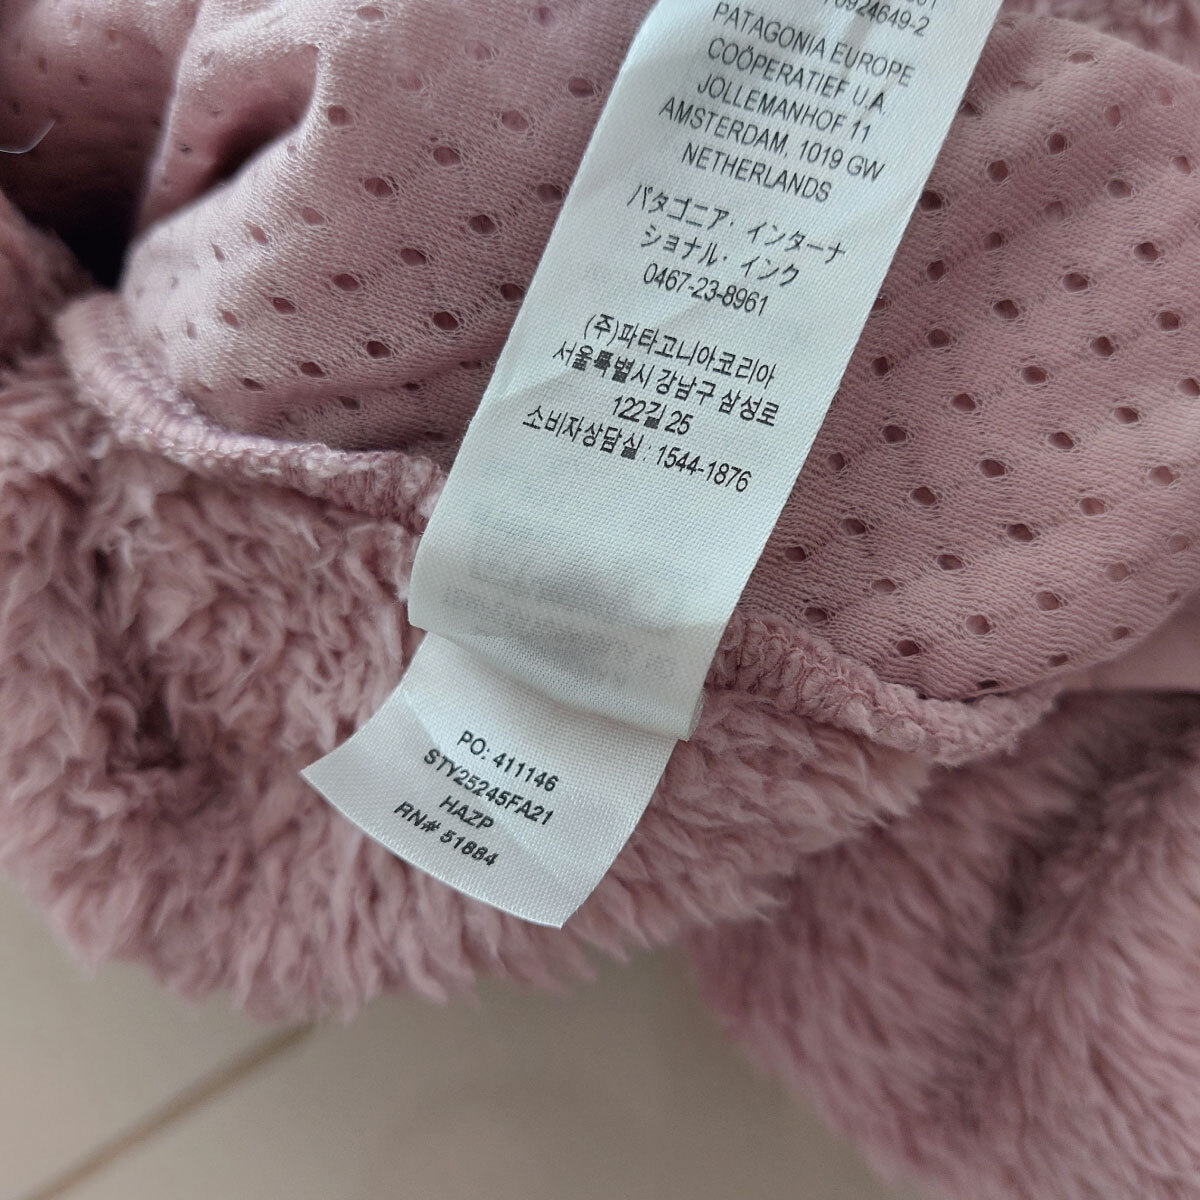 0924649-2
PATAGONIA EUROPE
COÖPERATIEF U.A.
JOLLEMANHOF 11
AMSTERDAM, 1019 GW
NETHERLANDS
パタゴニア・インターナ
ショナル・インク
0467-23-8961
(주)파타고니아코리아
서울특별시 강남구 삼성로
122길 25
소비자상담실 : 1544-1876
PO: 411146
STY25245FA21
HAZP
RN# 51884